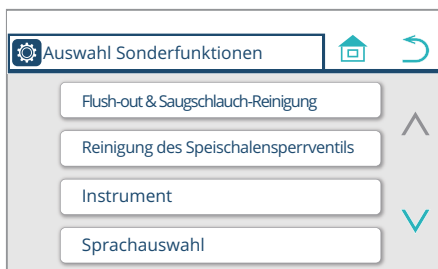 Auswahl Sonderfunktionen
Flush-out & Saugschlauch-Reinigung
Reinigung des Speischalensperrventils
Instrument
Sprachauswahl